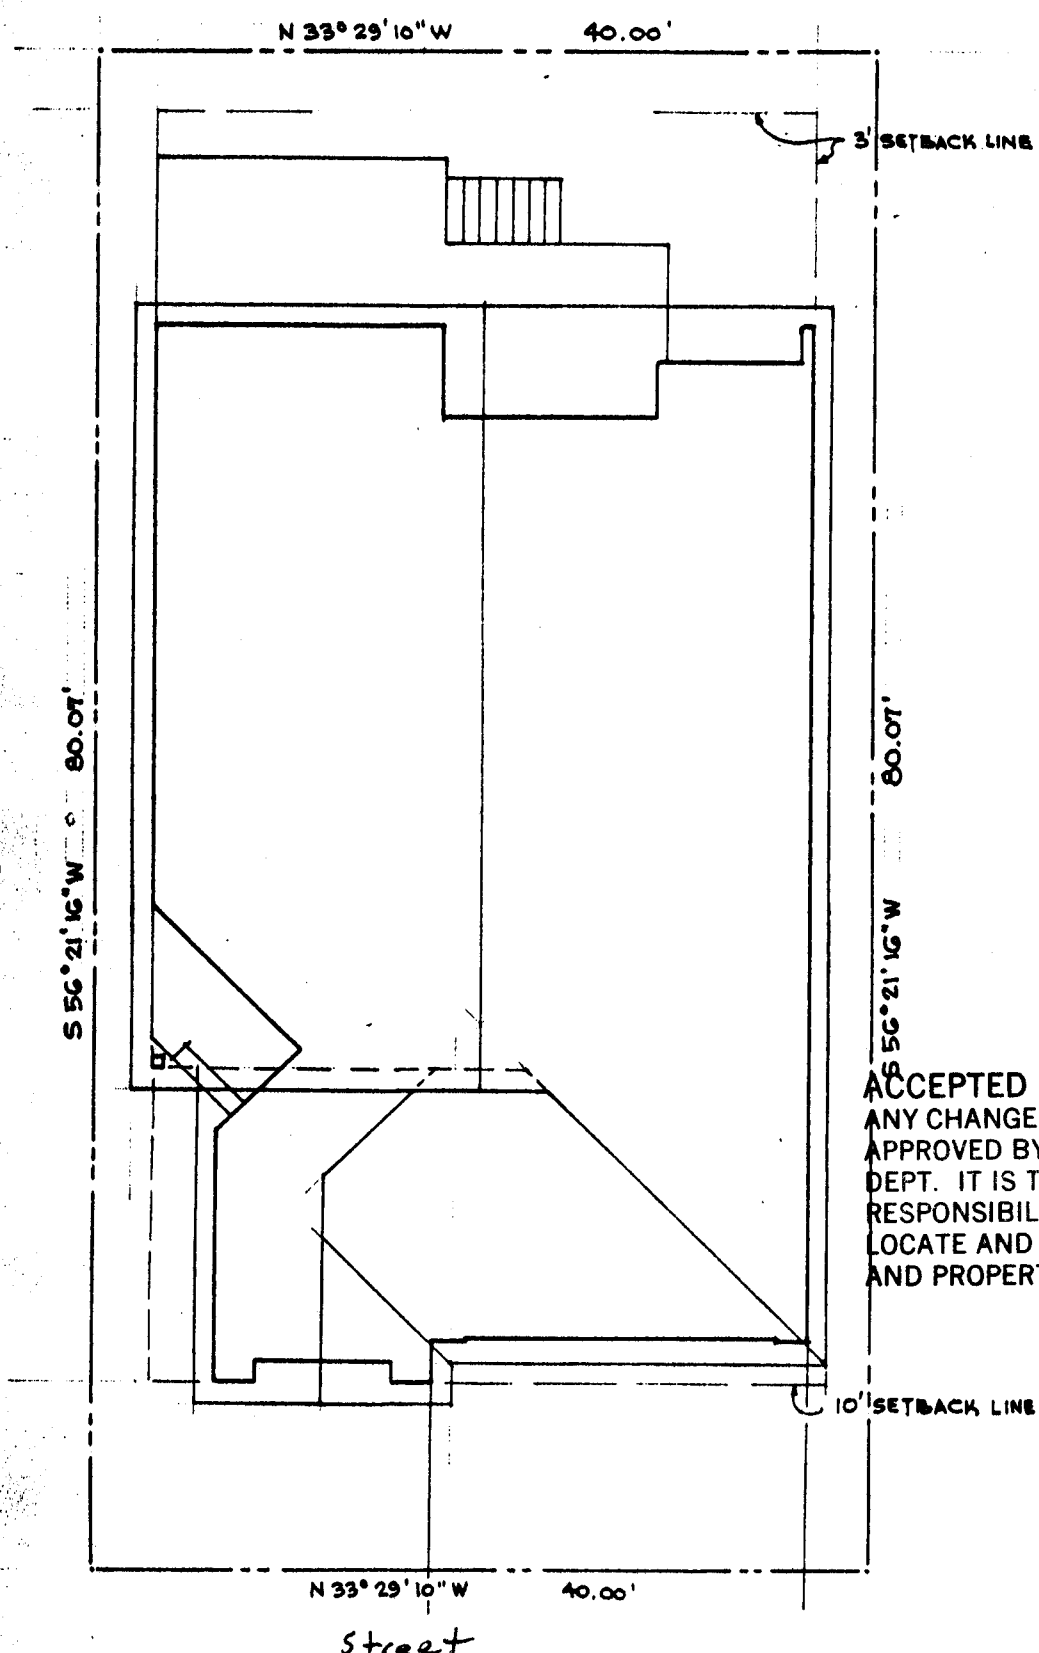 N 33° 29' 10" W 40.00'
3' SETBACK LINE
S 56° 21' 16" W 80.07'
80.07'
S 56° 21' 16" W
ACCEPTED
ANY CHANGE
APPROVED BY
DEPT. IT IS T
RESPONSIBIL
LOCATE AND
AND PROPERT
10' SETBACK LINE
N 33° 29' 10" W 40.00'
Street